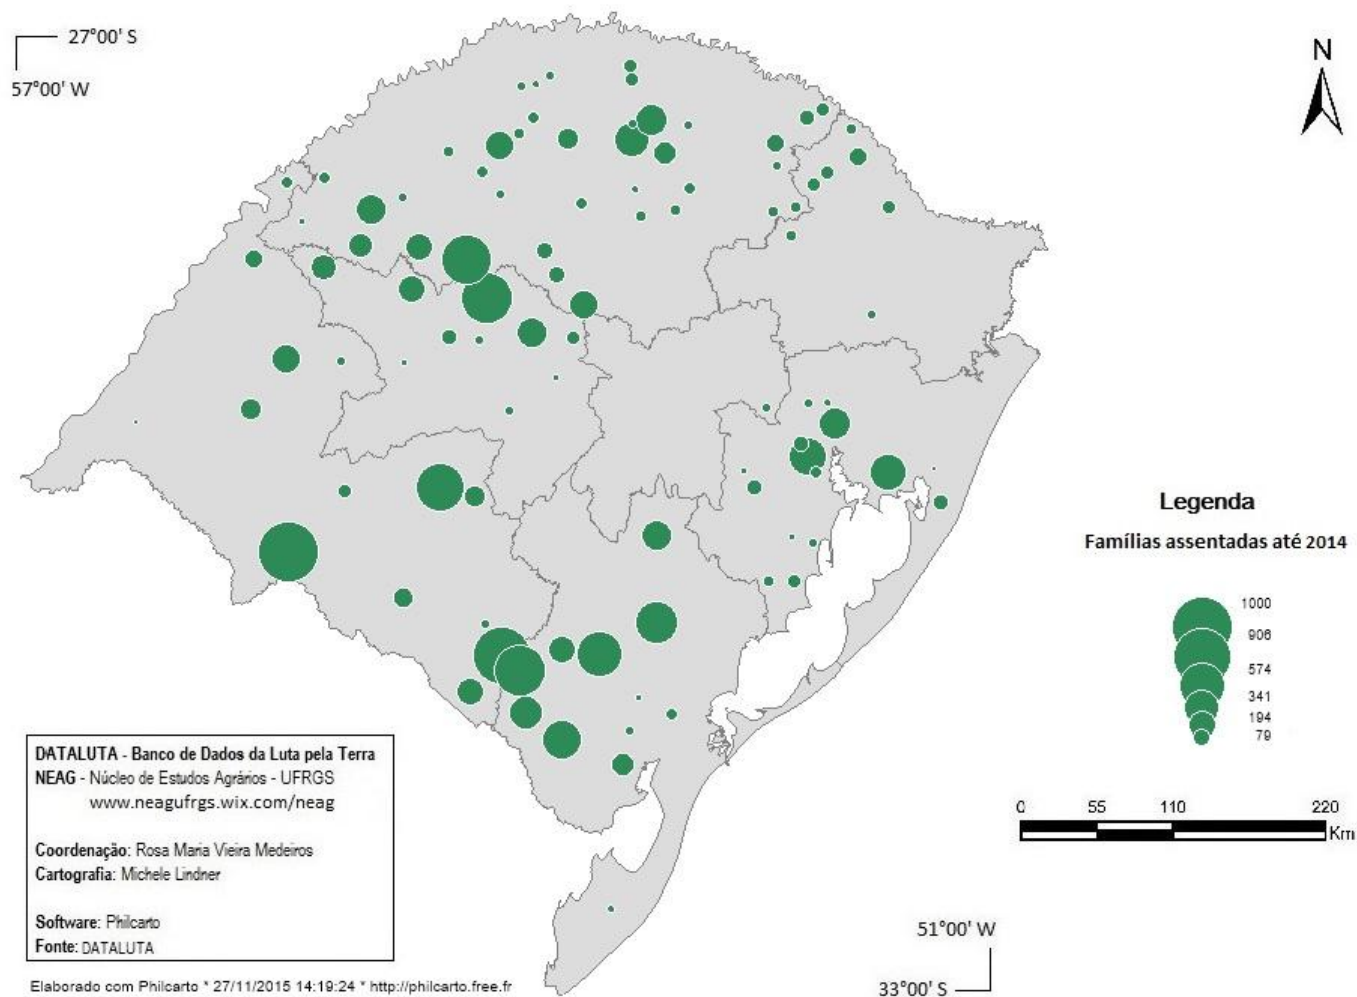 27°00' S
57°00' W
N
Legenda
Famílias assentadas até 2014
1000
906
574
341
194
79
0 55 110 220
Km
DATALUTA - Banco de Dados da Luta pela Terra
NEAG - Núcleo de Estudos Agrários - UFRGS
www.neagufrgs.wix.com/neag
Coordenação: Rosa Maria Vieira Medeiros
Cartografia: Michele Lindner
Software: Philcarto
Fonte: DATALUTA
51°00' W
33°00' S
Elaborado com Philcarto * 27/11/2015 14:19:24 * http://philcarto.free.fr